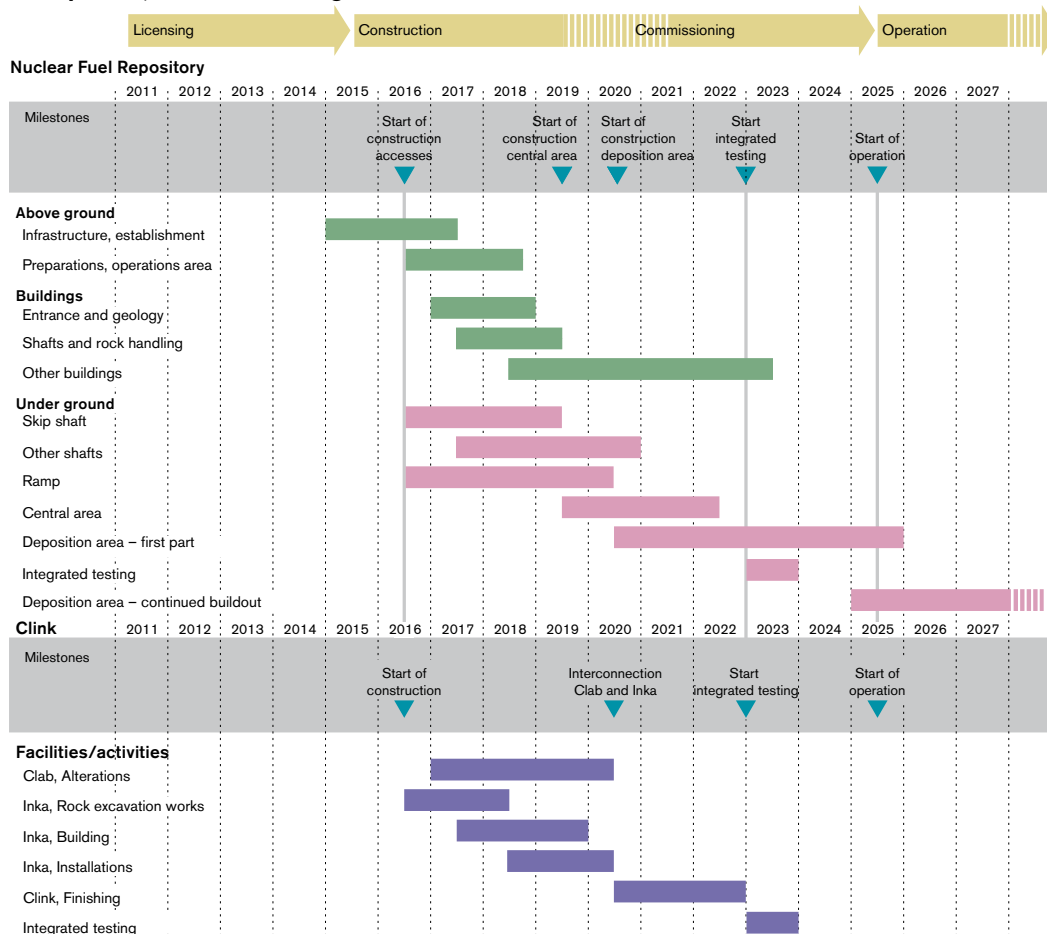 Licensing Construction Commissioning Operation
Nuclear Fuel Repository
2011 2012 2013 2014 2015 2016 2017 2018 2019 2020 2021 2022 2023 2024 2025 2026 2027
Milestones
Start of construction accesses
Start of construction central area
Start of construction deposition area
Start integrated testing
Start of operation
Above ground
Infrastructure, establishment
Preparations, operations area
Buildings
Entrance and geology
Shafts and rock handling
Other buildings
Under ground
Skip shaft
Other shafts
Ramp
Central area
Deposition area – first part
Integrated testing
Deposition area – continued buildout
Clink
2011 2012 2013 2014 2015 2016 2017 2018 2019 2020 2021 2022 2023 2024 2025 2026 2027
Milestones
Start of construction
Interconnection Clab and Inka
Start integrated testing
Start of operation
Facilities/activities
Clab, Alterations
Inka, Rock excavation works
Inka, Building
Inka, Installations
Clink, Finishing
Integrated testing